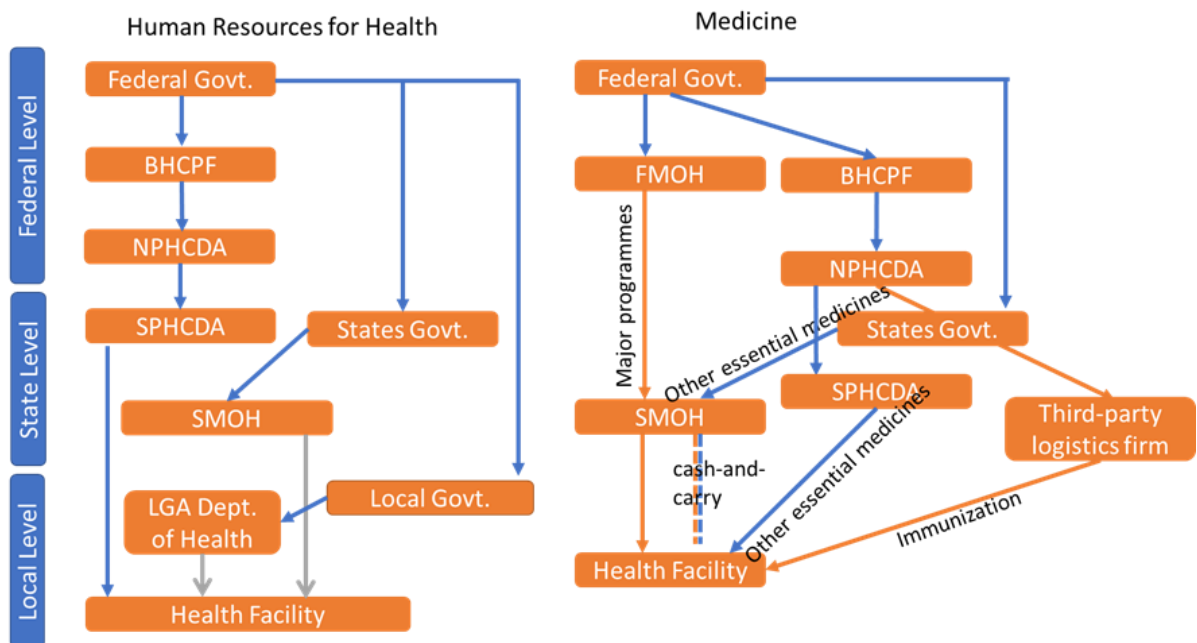 Human Resources for Health
Medicine
Federal Level
State Level
Local Level
Federal Govt.
BHCPF
NPHCDA
SPHCDA
States Govt.
SMOH
Local Govt.
LGA Dept.
of Health
Health Facility
Federal Govt.
FMOH
BHCPF
Major programmes
NPHCDA
Other essential medicines
States Govt.
SPHCDA
SMOH
Third-party
logistics firm
cash-and-
carry
Other essential medicines
Immunization
Health Facility